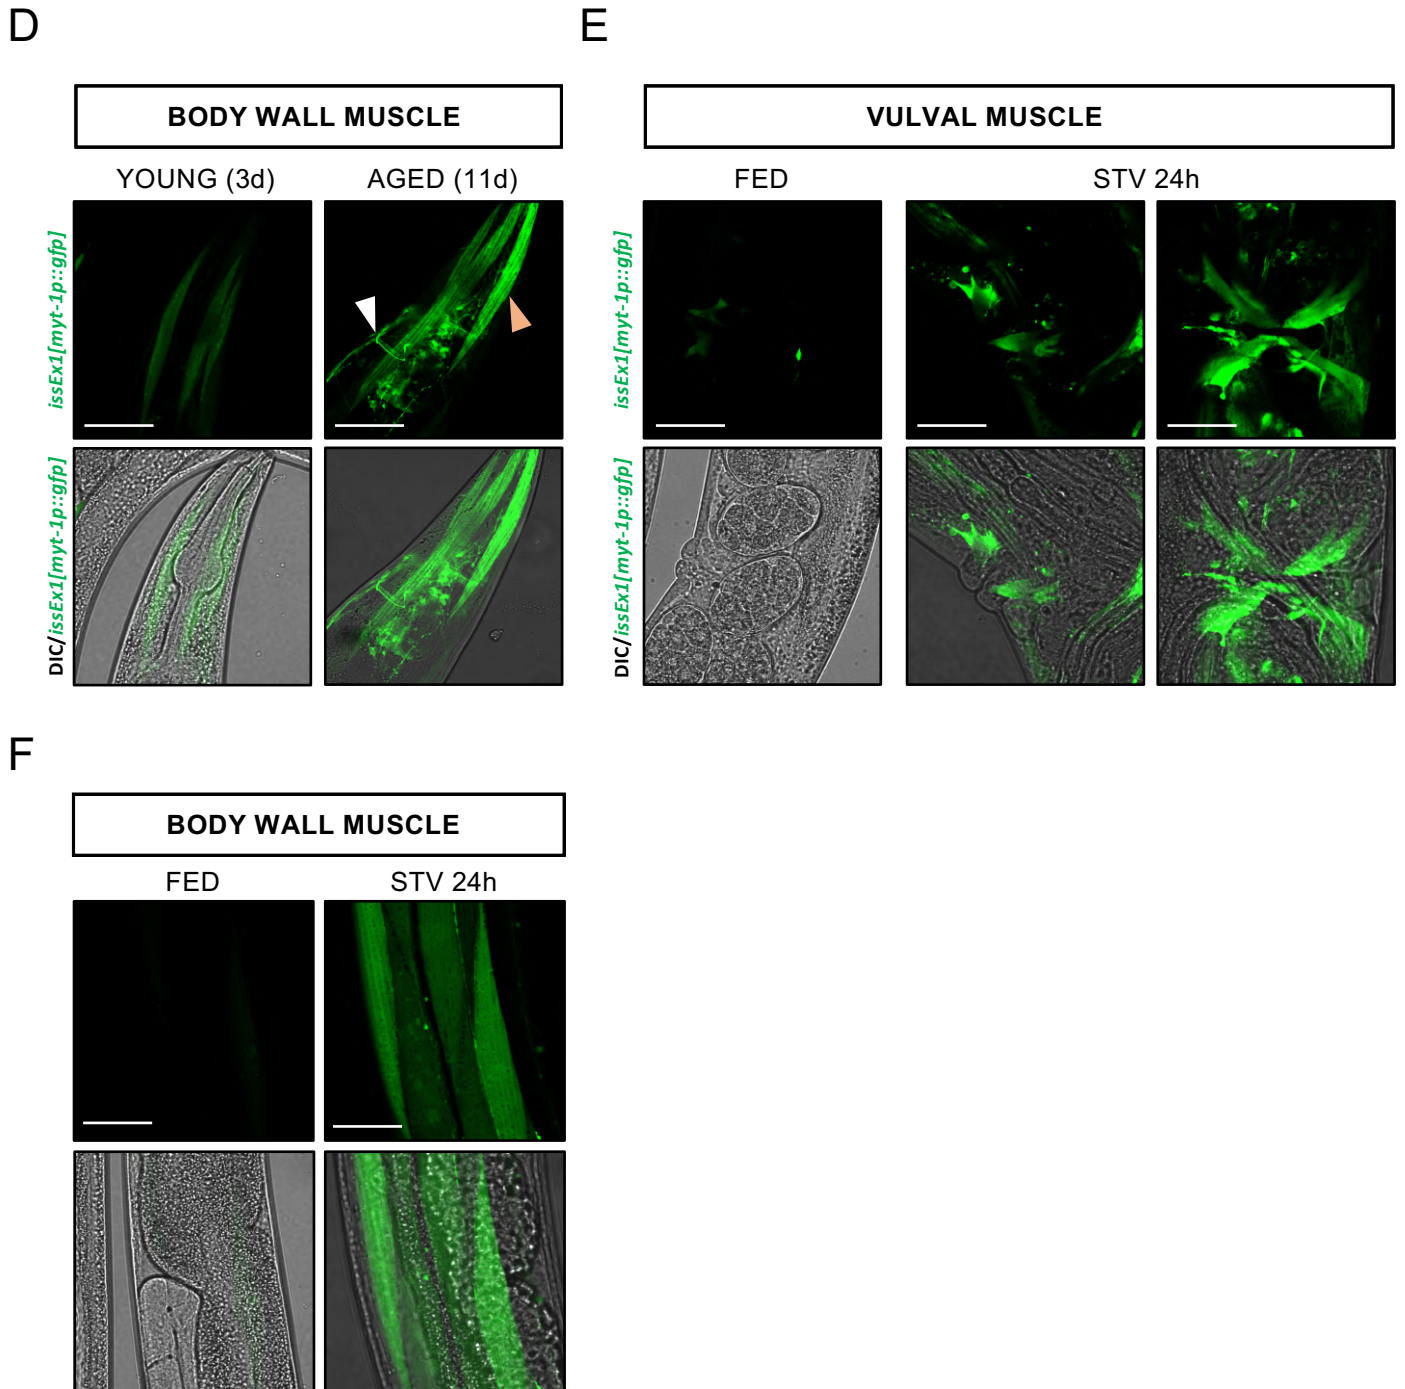 D
BODY WALL MUSCLE
YOUNG (3d) AGED (11d)
issEx1[myt-1p::gfp]
DIC/issEx1[myt-1p::gfp]
E
VULVAL MUSCLE
FED STV 24h
issEx1[myt-1p::gfp]
DIC/issEx1[myt-1p::gfp]
F
BODY WALL MUSCLE
FED STV 24h